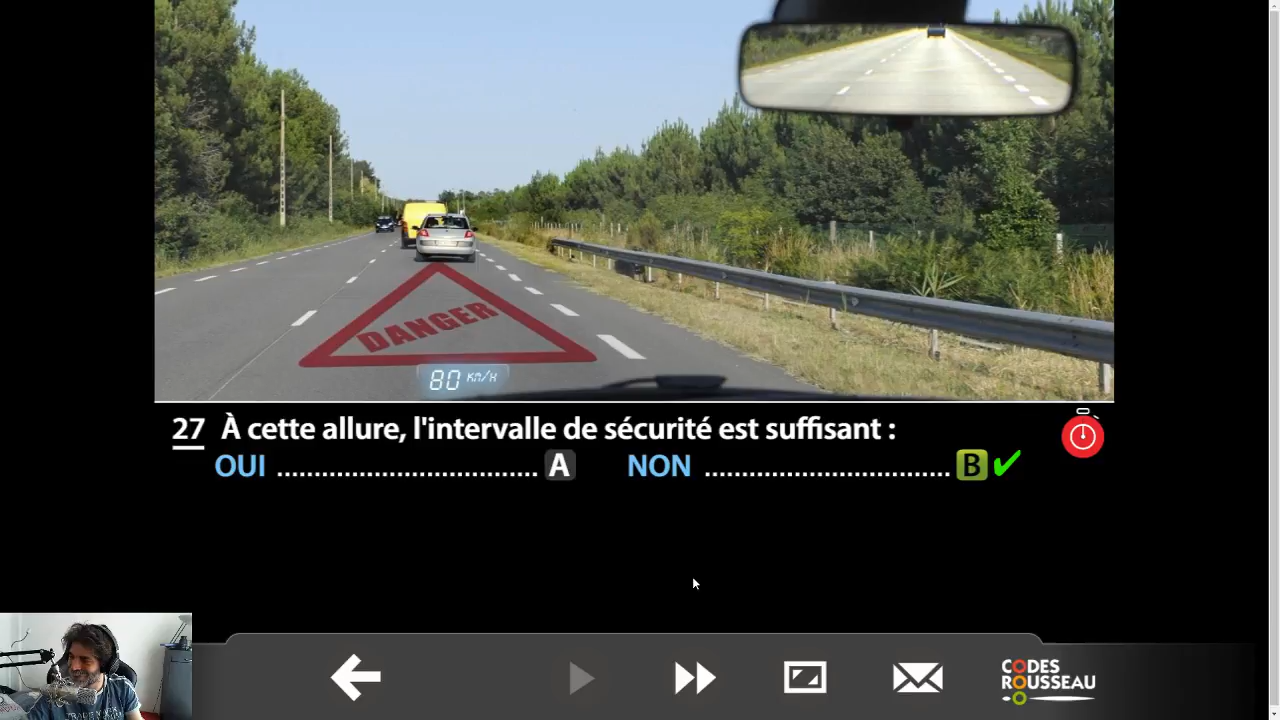 DANGER
80 KM/H
27 À cette allure, l'intervalle de sécurité est suffisant :
OUI .................................... A NON .................................. B
CODES
ROUSSEAU